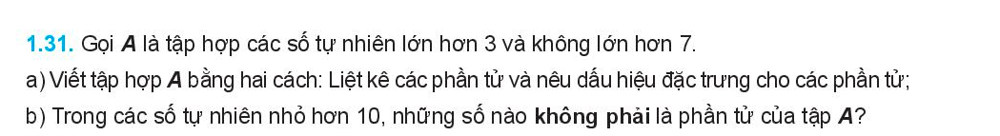 1.31. Gọi A là tập hợp các số tự nhiên lớn hơn 3 và không lớn hơn 7.
a) Viết tập hợp A bằng hai cách: Liệt kê các phần tử và nêu dấu hiệu đặc trưng cho các phần tử;
b) Trong các số tự nhiên nhỏ hơn 10, những số nào không phải là phần tử của tập A?